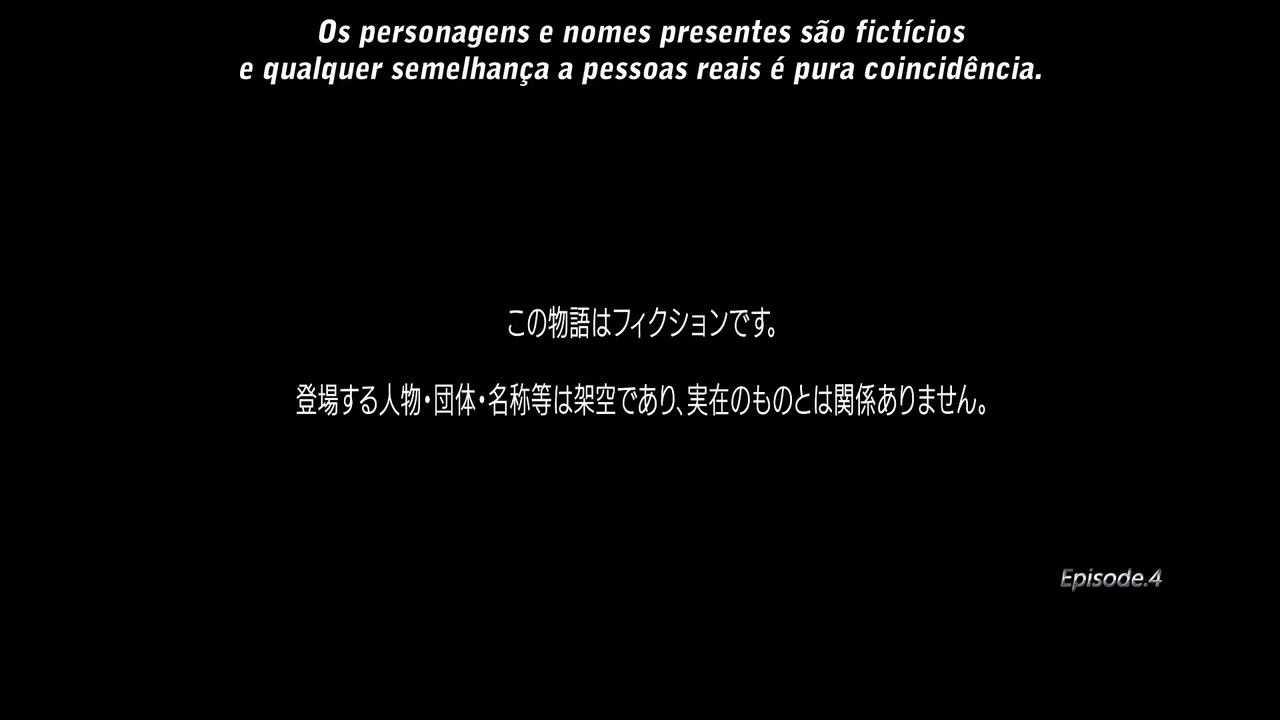 Os personagens e nomes presentes são fictícios
e qualquer semelhança a pessoas reais é pura coincidência.
この物語はフィクションです。
登場する人物・団体・名称等は架空であり、実在のものとは関係ありません。
Episode.4